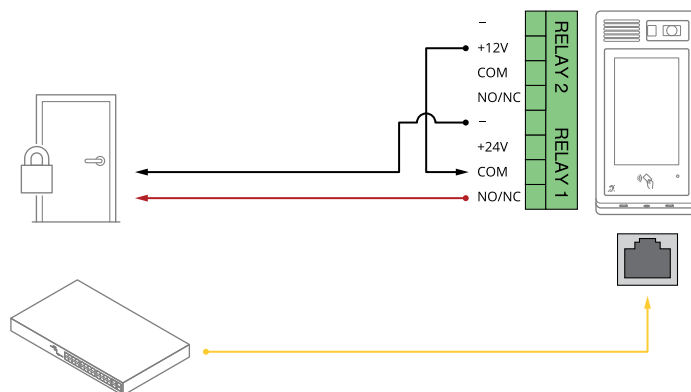 –
+12V
COM
NO/NC
–
+24V
COM
NO/NC
RELAY 2
RELAY 1